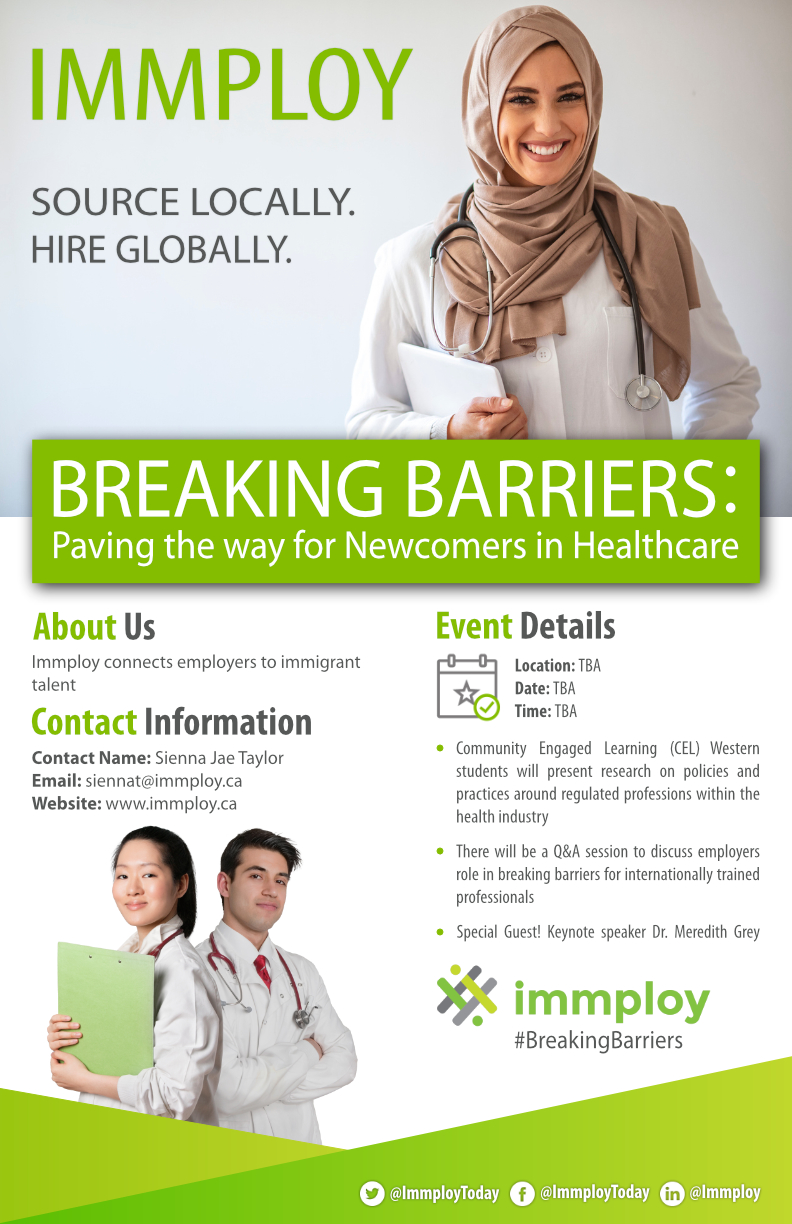 IMMPLOY
SOURCE LOCALLY.
HIRE GLOBALLY.
BREAKING BARRIERS:
Paving the way for Newcomers in Healthcare
About Us
Immploy connects employers to immigrant
talent
Contact Information
Contact Name: Sienna Jae Taylor
Email: siennat@immploy.ca
Website: www.immploy.ca
Event Details
Location: TBA
Date: TBA
Time: TBA
• Community Engaged Learning (CEL) Western
students will present research on policies and
practices around regulated professions within the
health industry
• There will be a Q&A session to discuss employers
role in breaking barriers for internationally trained
professionals
• Special Guest! Keynote speaker Dr. Meredith Grey
immploy
#BreakingBarriers
@ImmployToday @ImmployToday @Immploy